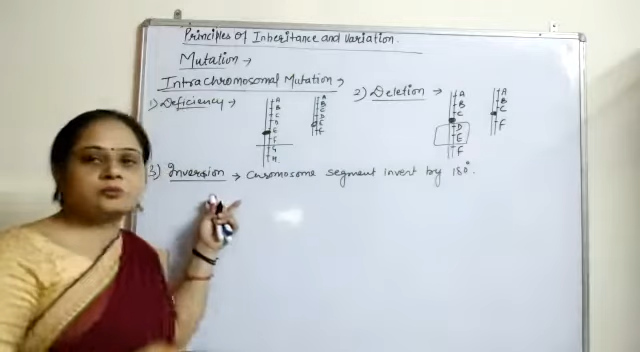 Principles of Inheritance and Variation.
Mutation →
Intrachromosomal Mutation →
1) Deficiency →
A
B
C
D
E
F
G
H
A
B
C
D
E
F
2) Deletion →
A
B
C
D
E
F
A
B
C
F
3) Inversion → Chromosome segment invert by 180°.